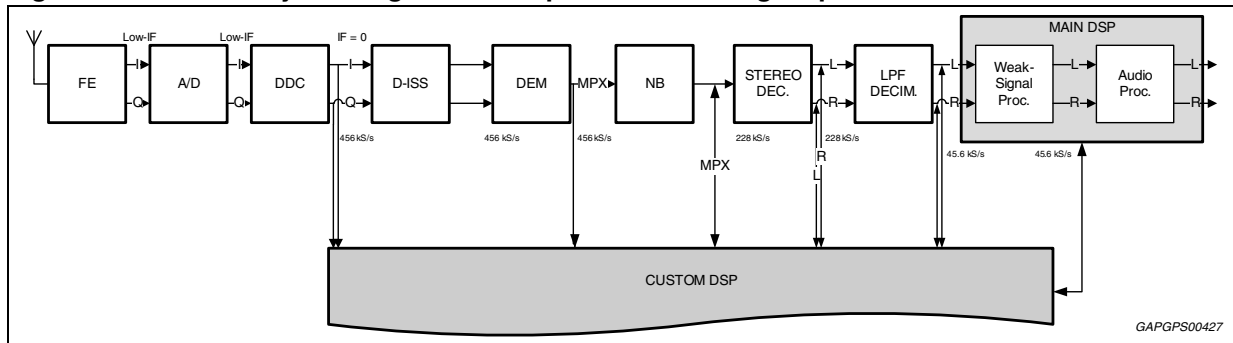 MAIN DSP
Low-IF
Low-IF
IF = 0
FE
I
Q
A/D
I
Q
DDC
I
Q
D-ISS
DEM
MPX
NB
STEREO
DEC.
L
R
LPF
DECIM.
L
R
Weak-
Signal
Proc.
L
R
Audio
Proc.
L
R
456 kS/s
456 kS/s
456 kS/s
228 kS/s
228 kS/s
45.6 kS/s
45.6 kS/s
MPX
R
L
CUSTOM DSP
GAPGPS00427